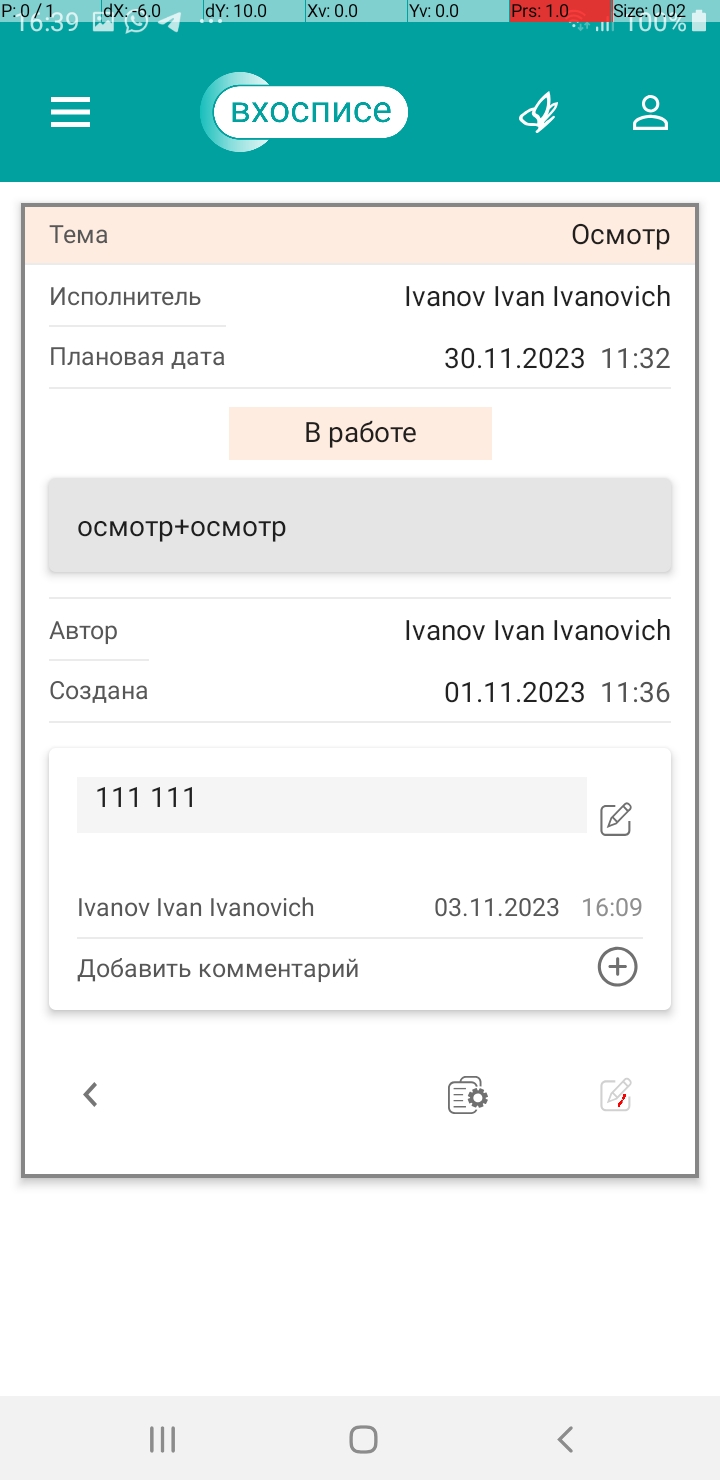 P: 0 / 1 dX: -6.0 dY: 10.0 Xv: 0.0 Yv: 0.0 Prs: 1.0 Size: 0.02
16:39 100%
вхосписе
Тема Осмотр
Исполнитель Ivanov Ivan Ivanovich
Плановая дата 30.11.2023 11:32
В работе
осмотр+осмотр
Автор Ivanov Ivan Ivanovich
Создана 01.11.2023 11:36
111 111
Ivanov Ivan Ivanovich 03.11.2023 16:09
Добавить комментарий